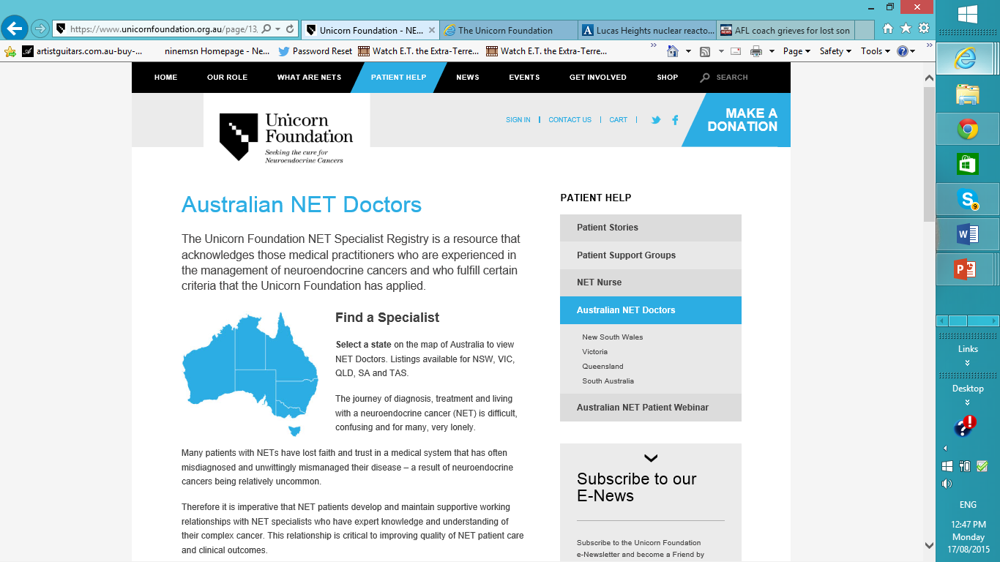 https://www.unicornfoundation.org.au/page/13/
Unicorn Foundation - NE...
The Unicorn Foundation
Lucas Heights nuclear reacto...
AFL coach grieves for lost son
artistguitars.com.au-buy-...
ninemsn Homepage - Ne...
Password Reset
Watch E.T. the Extra-Terre...
Watch E.T. the Extra-Terre...
Page
Safety
Tools
HOME
OUR ROLE
WHAT ARE NETS
PATIENT HELP
NEWS
EVENTS
GET INVOLVED
SHOP
SEARCH
Unicorn
Foundation
Seeking the cure for
Neuroendocrine Cancers
SIGN IN
CONTACT US
CART
MAKE A
DONATION
Australian NET Doctors
The Unicorn Foundation NET Specialist Registry is a resource that
acknowledges those medical practitioners who are experienced in
the management of neuroendocrine cancers and who fulfill certain
criteria that the Unicorn Foundation has applied.
Find a Specialist
Select a state on the map of Australia to view
NET Doctors. Listings available for NSW, VIC,
QLD, SA and TAS.
The journey of diagnosis, treatment and living
with a neuroendocrine cancer (NET) is difficult,
confusing and for many, very lonely.
Many patients with NETs have lost faith and trust in a medical system that has often
misdiagnosed and unwittingly mismanaged their disease – a result of neuroendocrine
cancers being relatively uncommon.
Therefore it is imperative that NET patients develop and maintain supportive working
relationships with NET specialists who have expert knowledge and understanding of
their complex cancer. This relationship is critical to improving quality of NET patient care
and clinical outcomes.
PATIENT HELP
Patient Stories
Patient Support Groups
NET Nurse
Australian NET Doctors
New South Wales
Victoria
Queensland
South Australia
Australian NET Patient Webinar
Subscribe to our
E-News
Subscribe to the Unicorn Foundation
e-Newsletter and become a Friend by
9
Links
Desktop
ENG
12:47 PM
Monday
17/08/2015